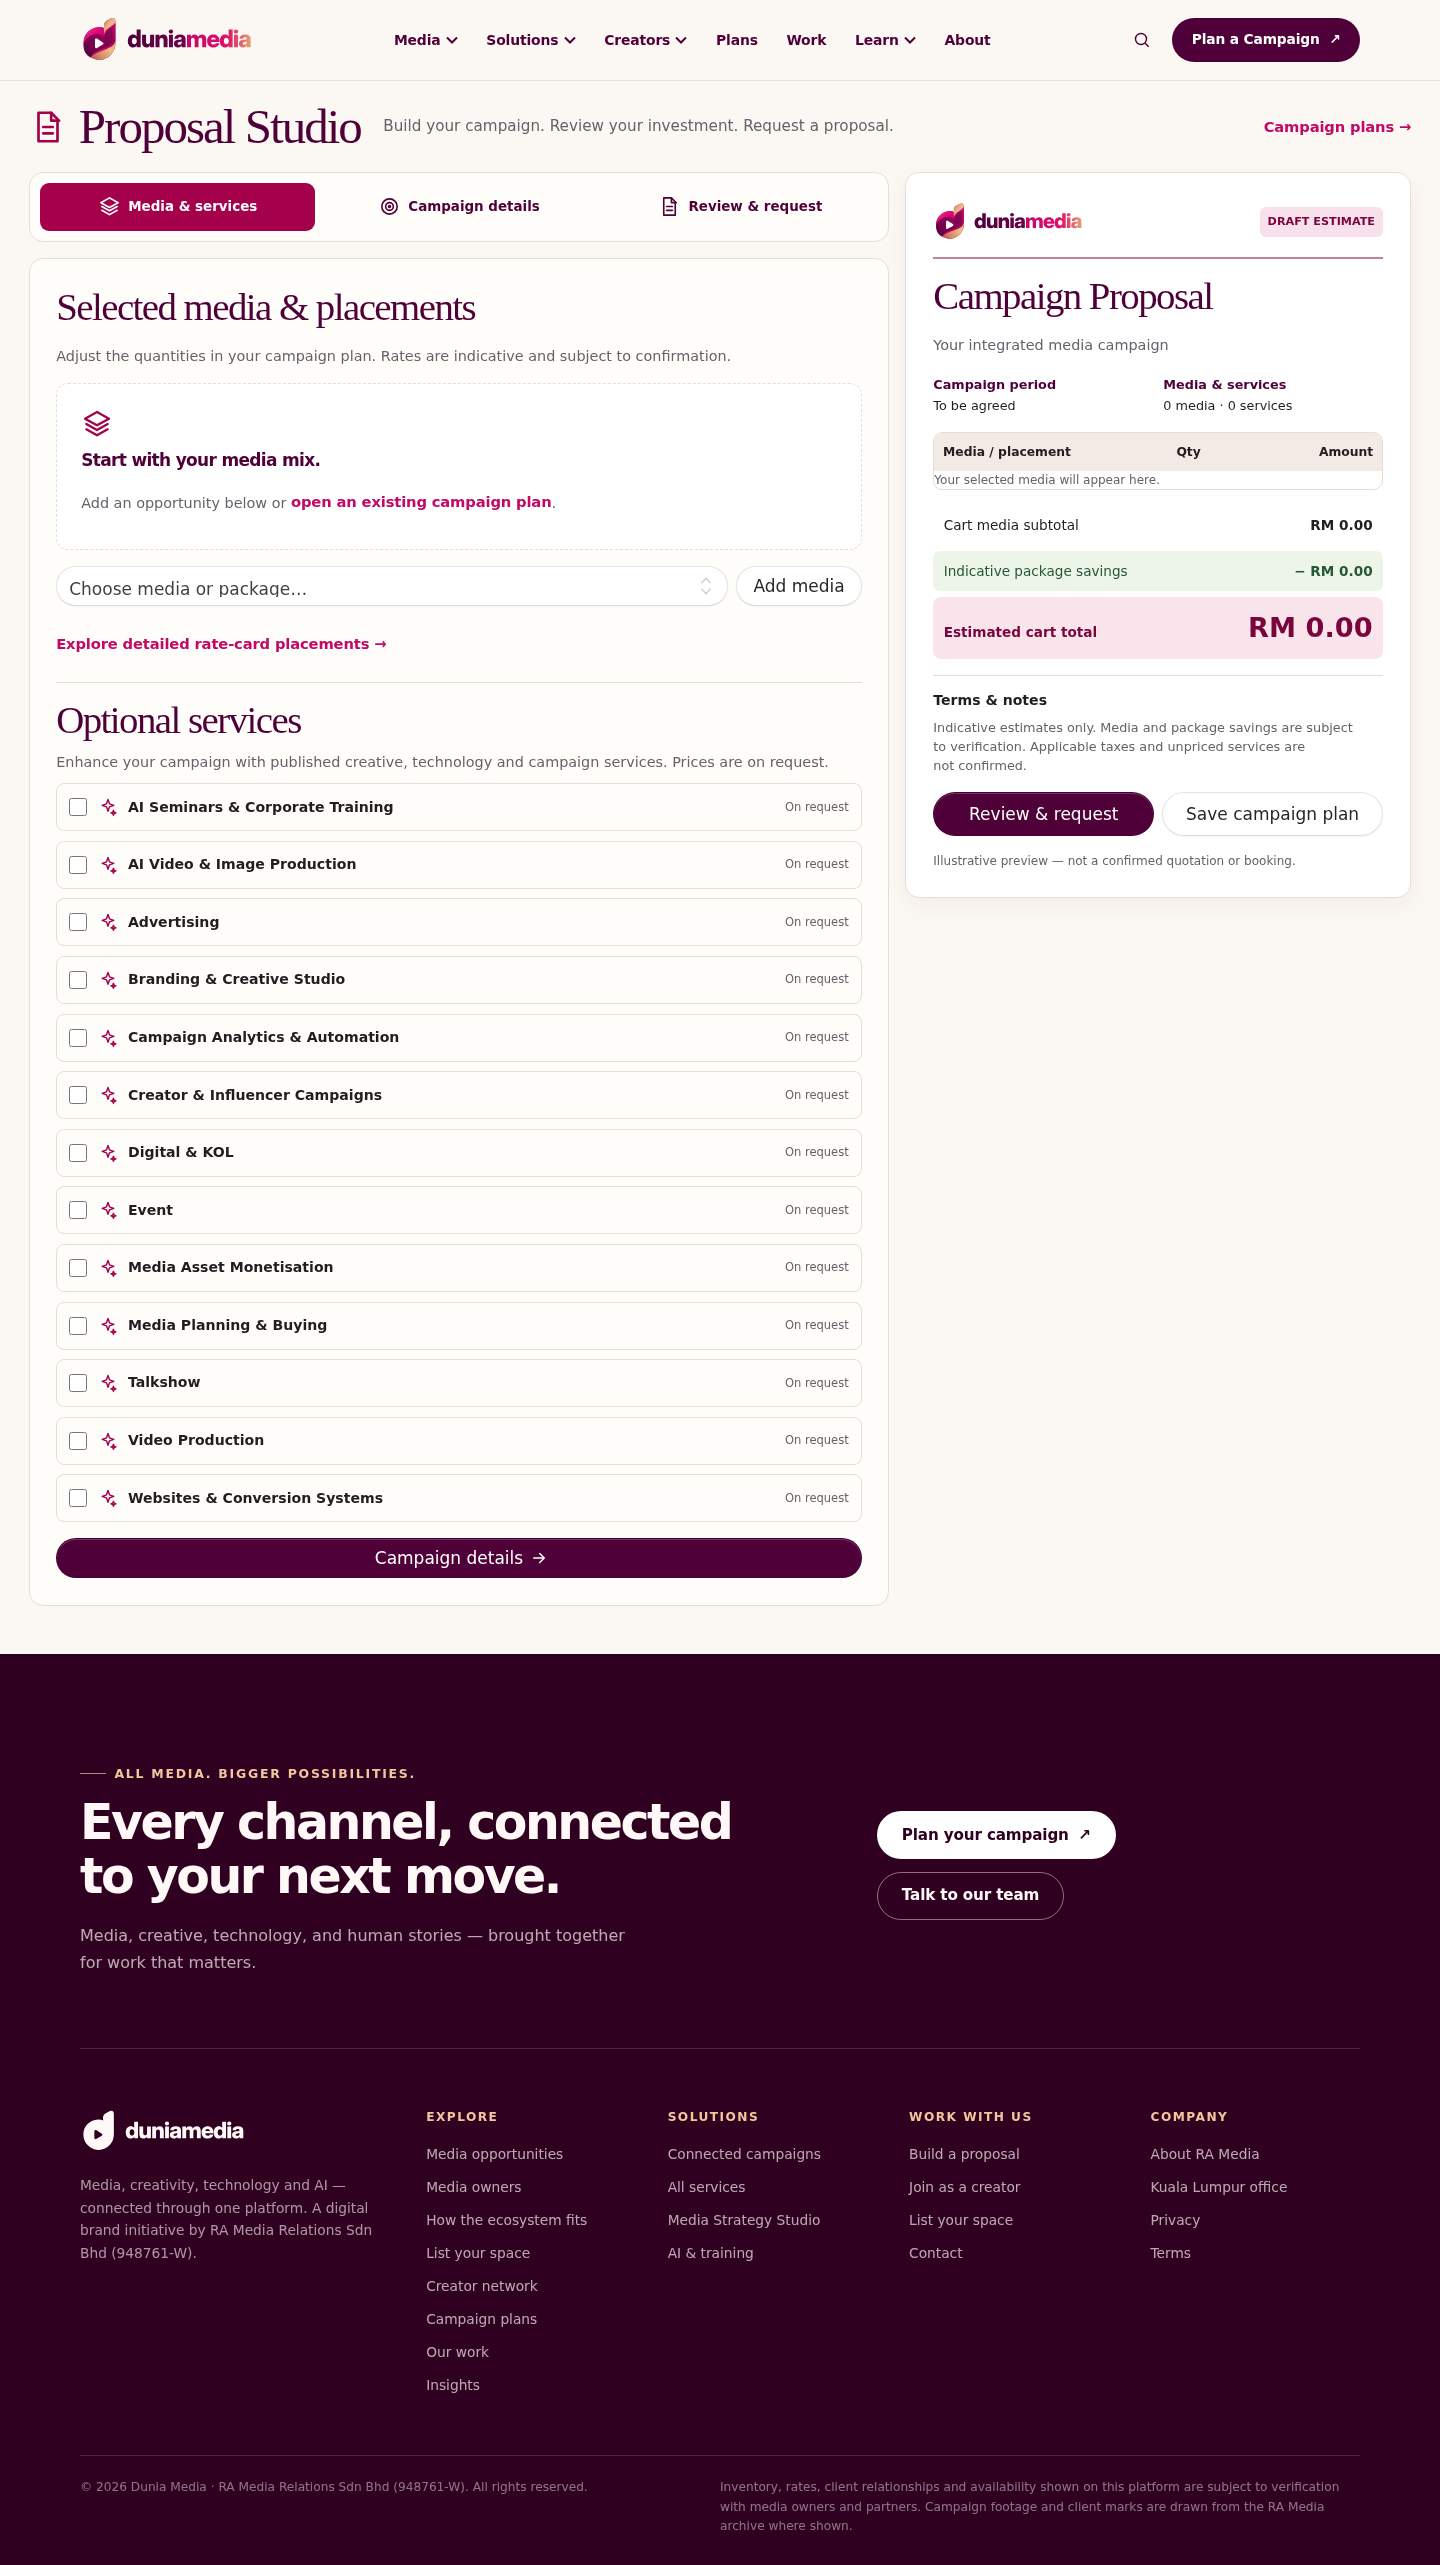 duniamedia
Media
Solutions
Creators
Plans
Work
Learn
About
Plan a Campaign ↗
Proposal Studio
Build your campaign. Review your investment. Request a proposal.
Campaign plans →
Media & services
Campaign details
Review & request
Selected media & placements
Adjust the quantities in your campaign plan. Rates are indicative and subject to confirmation.
Start with your media mix.
Add an opportunity below or open an existing campaign plan.
Choose media or package…
Add media
Explore detailed rate-card placements →
Optional services
Enhance your campaign with published creative, technology and campaign services. Prices are on request.
AI Seminars & Corporate Training On request
AI Video & Image Production On request
Advertising On request
Branding & Creative Studio On request
Campaign Analytics & Automation On request
Creator & Influencer Campaigns On request
Digital & KOL On request
Event On request
Media Asset Monetisation On request
Media Planning & Buying On request
Talkshow On request
Video Production On request
Websites & Conversion Systems On request
Campaign details →
duniamedia
DRAFT ESTIMATE
Campaign Proposal
Your integrated media campaign
Campaign period
To be agreed
Media & services
0 media · 0 services
Media / placement Qty Amount
Your selected media will appear here.
Cart media subtotal RM 0.00
Indicative package savings − RM 0.00
Estimated cart total RM 0.00
Terms & notes
Indicative estimates only. Media and package savings are subject
to verification. Applicable taxes and unpriced services are
not confirmed.
Review & request
Save campaign plan
Illustrative preview — not a confirmed quotation or booking.
ALL MEDIA. BIGGER POSSIBILITIES.
Every channel, connected
to your next move.
Media, creative, technology, and human stories — brought together
for work that matters.
Plan your campaign ↗
Talk to our team
duniamedia
Media, creativity, technology and AI —
connected through one platform. A digital
brand initiative by RA Media Relations Sdn
Bhd (948761-W).
EXPLORE
Media opportunities
Media owners
How the ecosystem fits
List your space
Creator network
Campaign plans
Our work
Insights
SOLUTIONS
Connected campaigns
All services
Media Strategy Studio
AI & training
WORK WITH US
Build a proposal
Join as a creator
List your space
Contact
COMPANY
About RA Media
Kuala Lumpur office
Privacy
Terms
© 2026 Dunia Media · RA Media Relations Sdn Bhd (948761-W). All rights reserved.
Inventory, rates, client relationships and availability shown on this platform are subject to verification
with media owners and partners. Campaign footage and client marks are drawn from the RA Media
archive where shown.